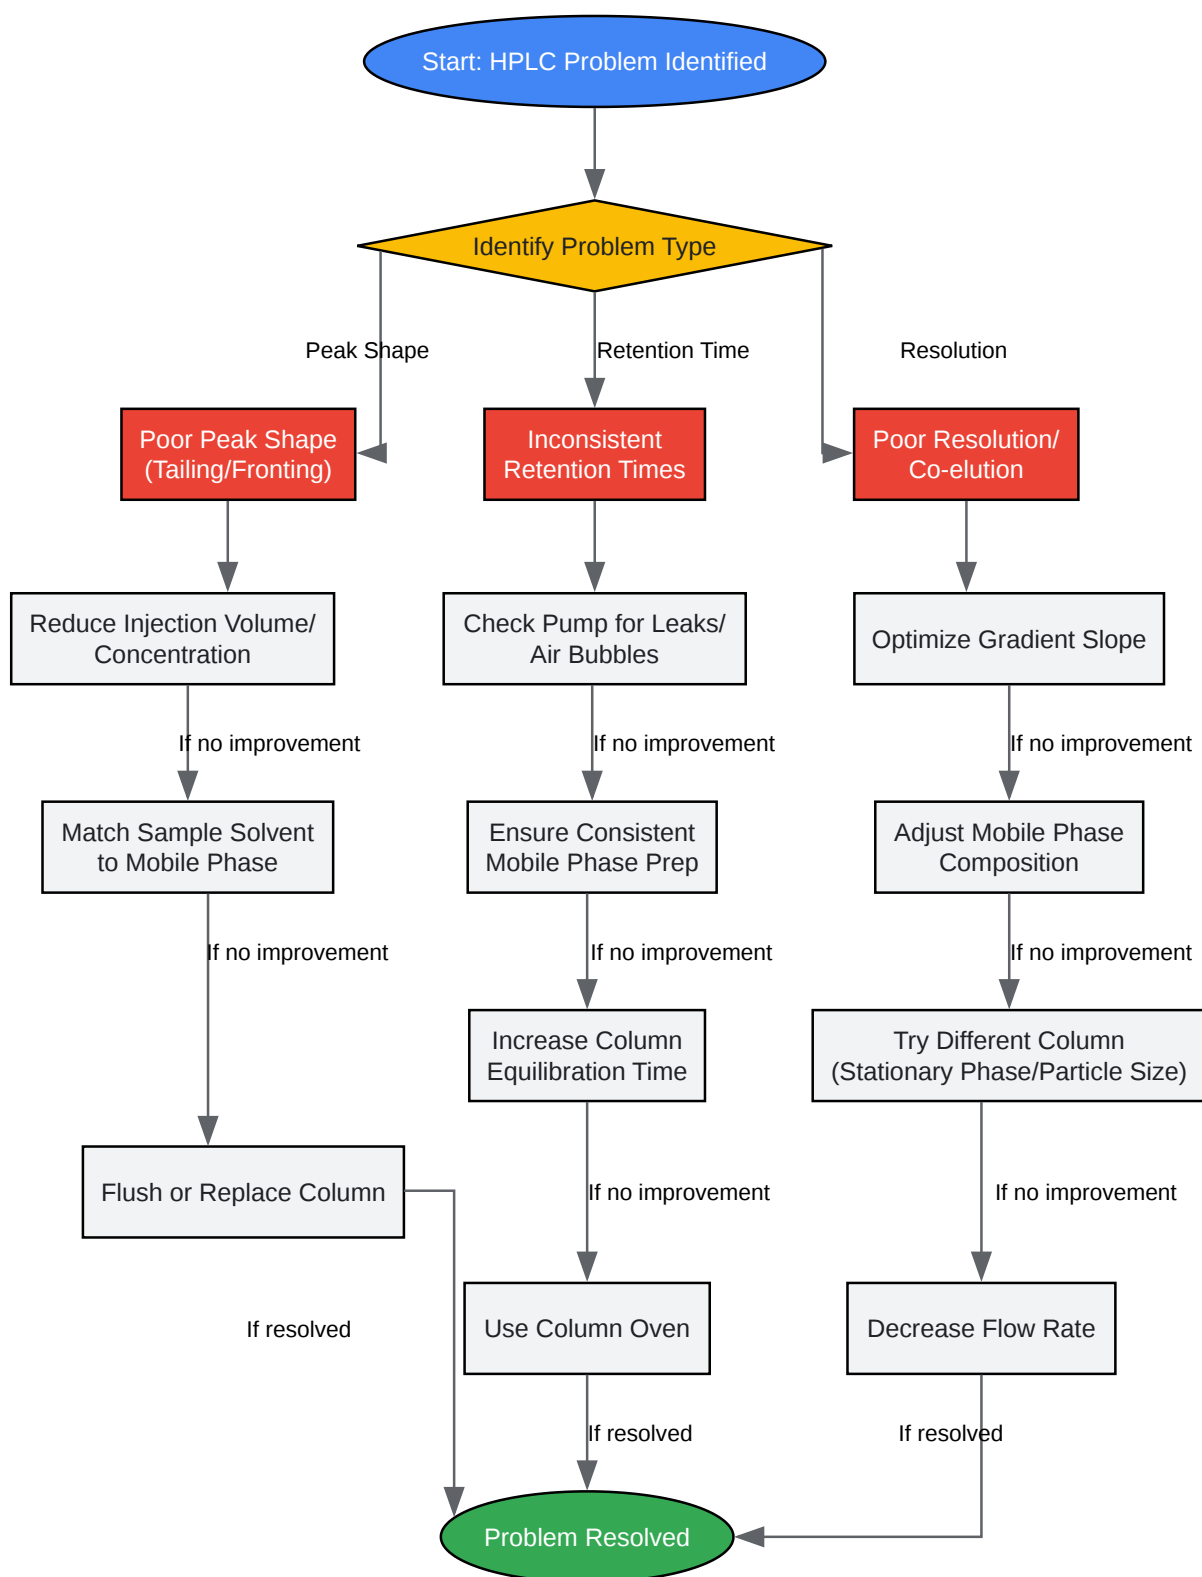 Start: HPLC Problem Identified
Identify Problem Type
Peak Shape
Retention Time
Resolution
Poor Peak Shape
(Tailing/Fronting)
Inconsistent
Retention Times
Poor Resolution/
Co-elution
Reduce Injection Volume/
Concentration
Check Pump for Leaks/
Air Bubbles
Optimize Gradient Slope
If no improvement
If no improvement
If no improvement
Match Sample Solvent
to Mobile Phase
Ensure Consistent
Mobile Phase Prep
Adjust Mobile Phase
Composition
If no improvement
If no improvement
If no improvement
Increase Column
Equilibration Time
Try Different Column
(Stationary Phase/Particle Size)
Flush or Replace Column
If no improvement
If no improvement
If resolved
Use Column Oven
Decrease Flow Rate
If resolved
If resolved
Problem Resolved